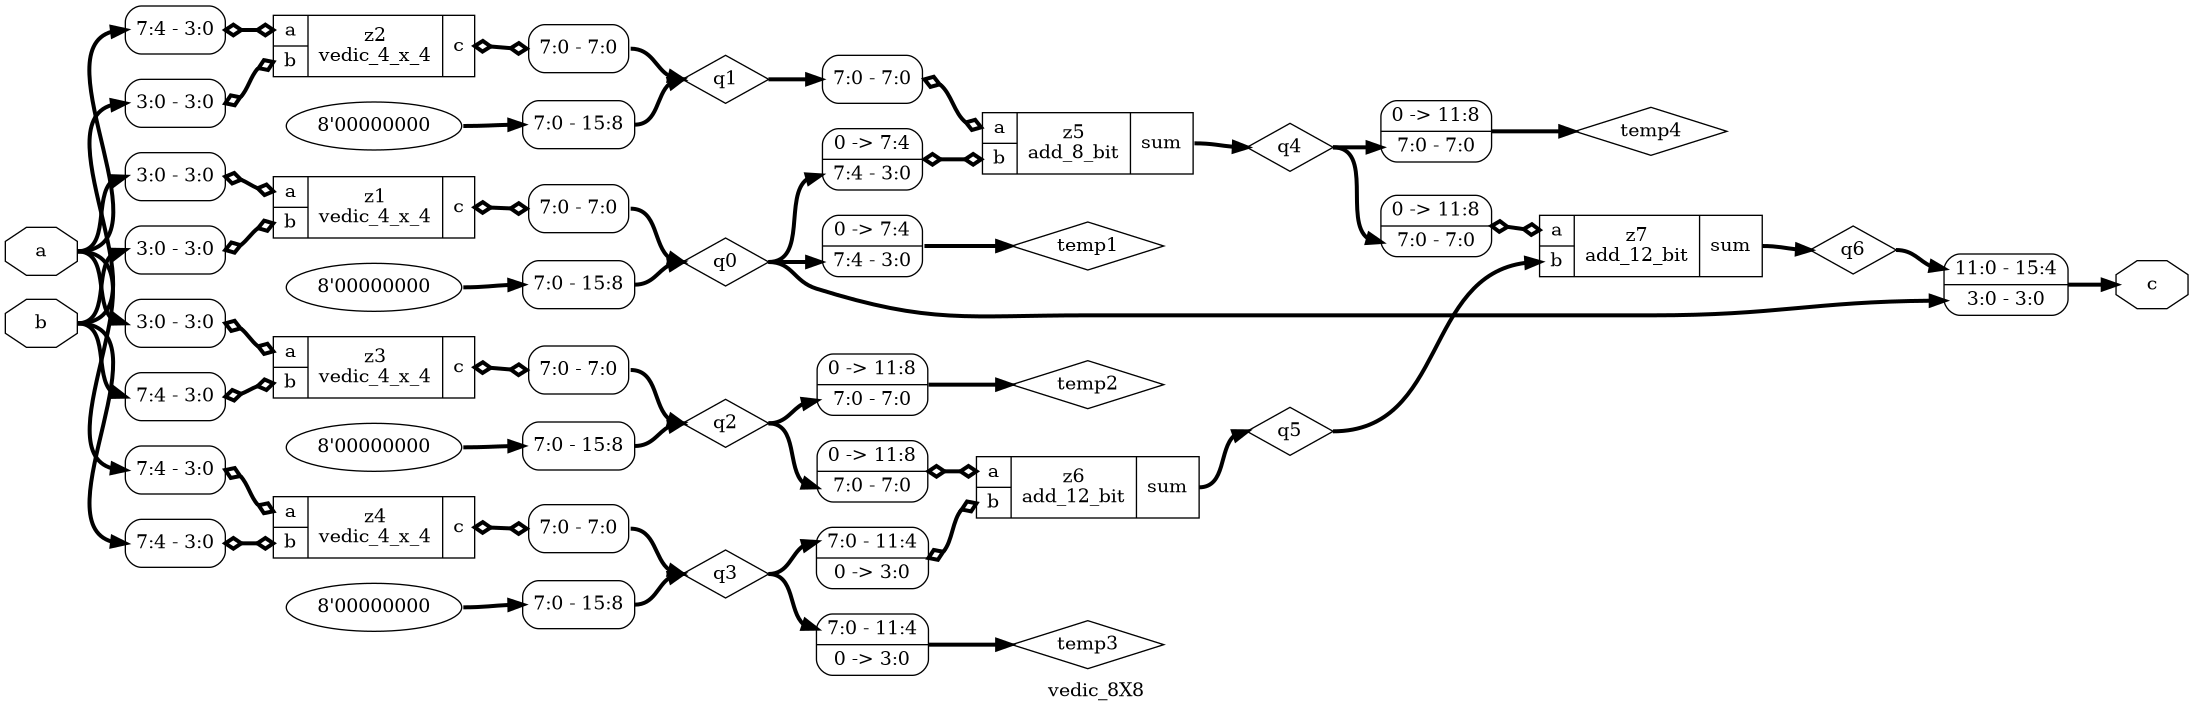 7:4 - 3:0
3:0 - 3:0
a
b
z2
vedic_4_x_4
c
7:0 - 7:0
8'00000000
7:0 - 15:8
q1
3:0 - 3:0
3:0 - 3:0
a
b
z1
vedic_4_x_4
c
7:0 - 7:0
8'00000000
7:0 - 15:8
q0
a
b
3:0 - 3:0
7:4 - 3:0
a
b
z3
vedic_4_x_4
c
7:0 - 7:0
8'00000000
7:0 - 15:8
q2
7:4 - 3:0
7:4 - 3:0
a
b
z4
vedic_4_x_4
c
7:0 - 7:0
8'00000000
7:0 - 15:8
q3
7:0 - 7:0
0 -> 7:4
7:4 - 3:0
a
b
z5
add_8_bit
sum
q4
0 -> 7:4
7:4 - 3:0
temp1
0 -> 11:8
7:0 - 7:0
temp4
0 -> 11:8
7:0 - 7:0
a
b
z7
add_12_bit
sum
q6
11:0 - 15:4
3:0 - 3:0
c
0 -> 11:8
7:0 - 7:0
temp2
0 -> 11:8
7:0 - 7:0
7:0 - 11:4
0 -> 3:0
a
b
z6
add_12_bit
sum
q5
7:0 - 11:4
0 -> 3:0
temp3
vedic_8X8